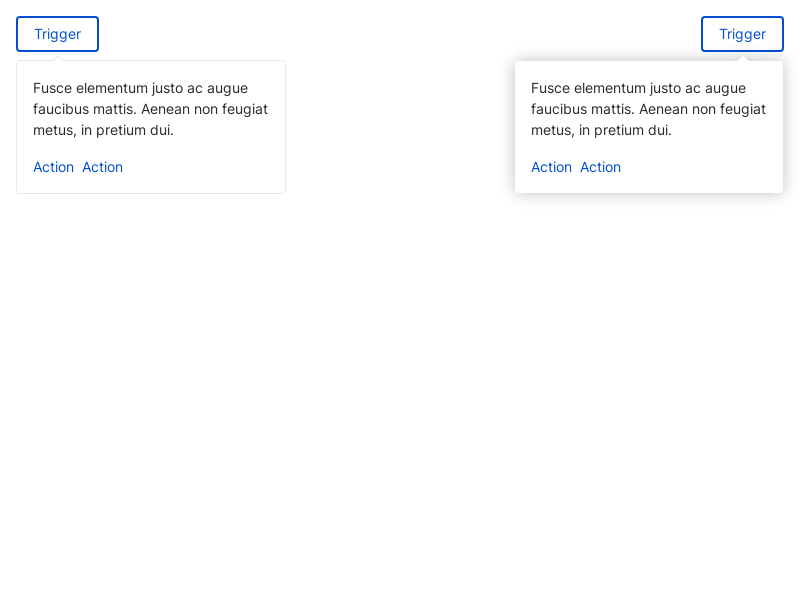 Trigger
Fusce elementum justo ac augue
faucibus mattis. Aenean non feugiat
metus, in pretium dui.
Action Action
Trigger
Fusce elementum justo ac augue
faucibus mattis. Aenean non feugiat
metus, in pretium dui.
Action Action